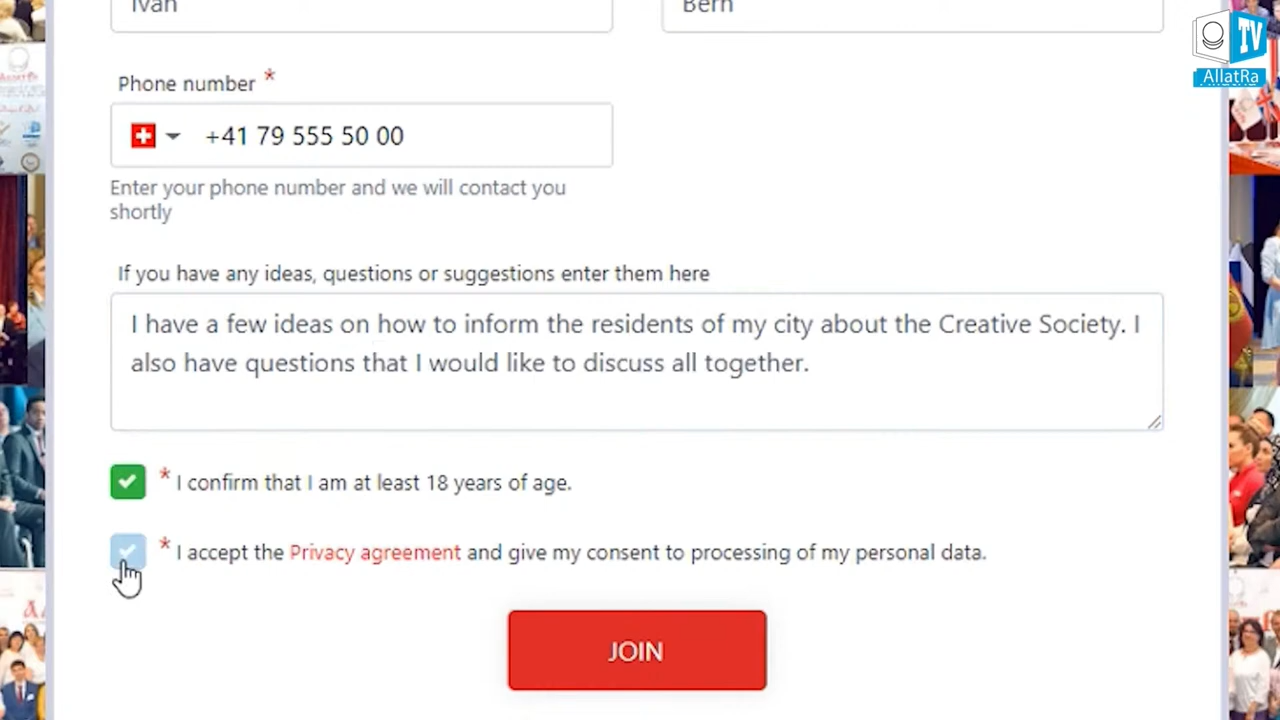 Ivan
Bern
TV
AllatRa
Phone number *
+41 79 555 50 00
Enter your phone number and we will contact you
shortly
If you have any ideas, questions or suggestions enter them here
I have a few ideas on how to inform the residents of my city about the Creative Society. I
also have questions that I would like to discuss all together.
* I confirm that I am at least 18 years of age.
* I accept the Privacy agreement and give my consent to processing of my personal data.
JOIN